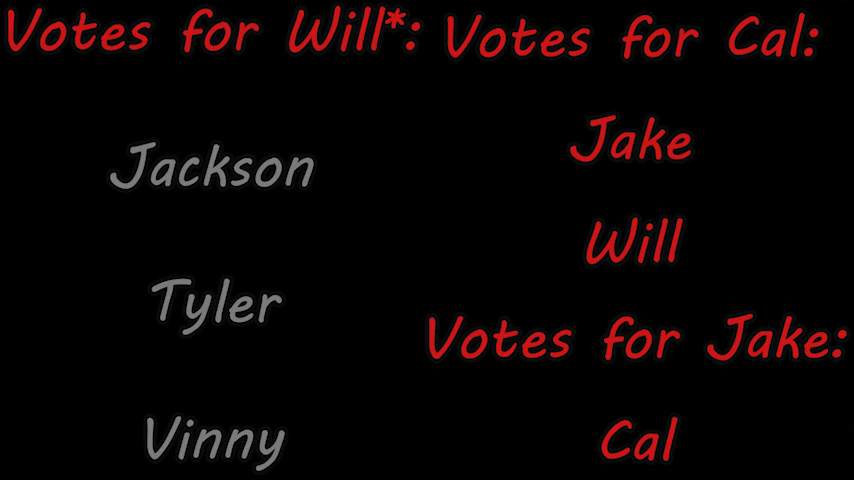 Votes for Will*:
Jackson
Tyler
Vinny
Votes for Cal:
Jake
Will
Votes for Jake:
Cal